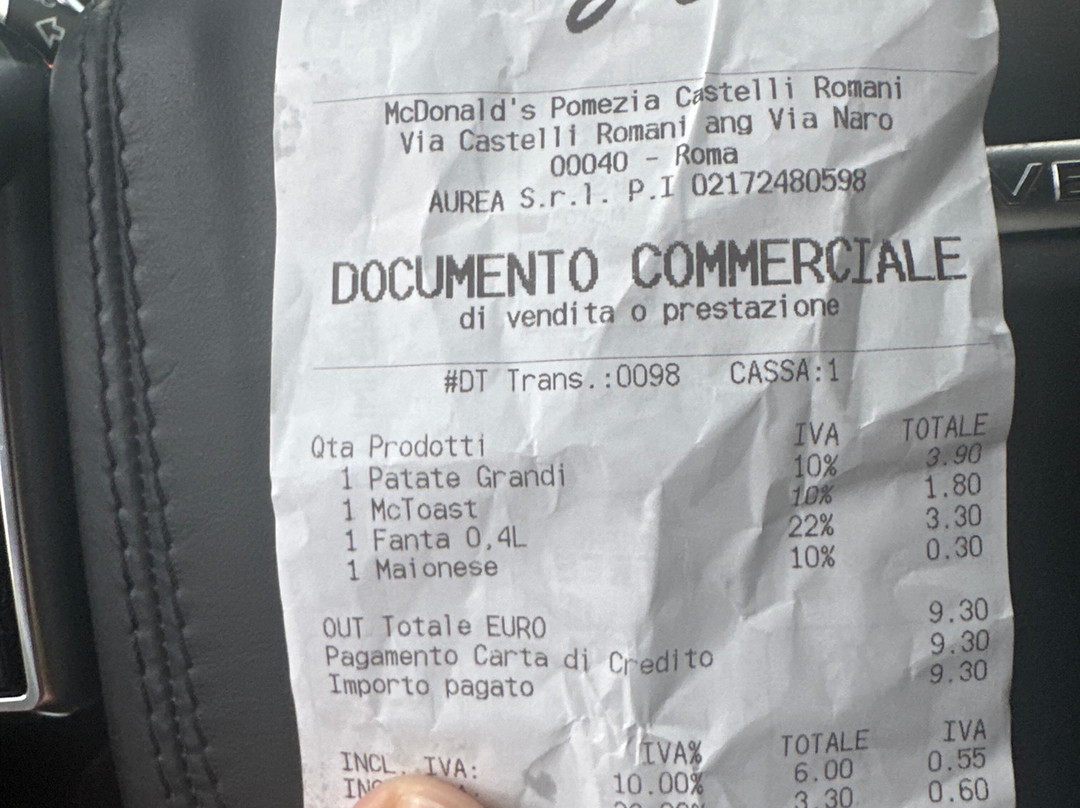 McDonald's Pomezia Castelli Romani
Via Castelli Romani ang Via Naro
00040 - Roma
AUREA S.r.l. P.I 02172480598
DOCUMENTO COMMERCIALE
di vendita o prestazione
#DT Trans.:0098 CASSA:1
Qta Prodotti IVA TOTALE
1 Patate Grandi 10% 3.90
1 McToast 10% 1.80
1 Fanta 0,4L 22% 3.30
1 Maionese 10% 0.30
OUT Totale EURO 9.30
Pagamento Carta di Credito 9.30
Importo pagato 9.30
IVA% TOTALE IVA
INCL. IVA: 10.00% 6.00 0.55
3.30 0.60